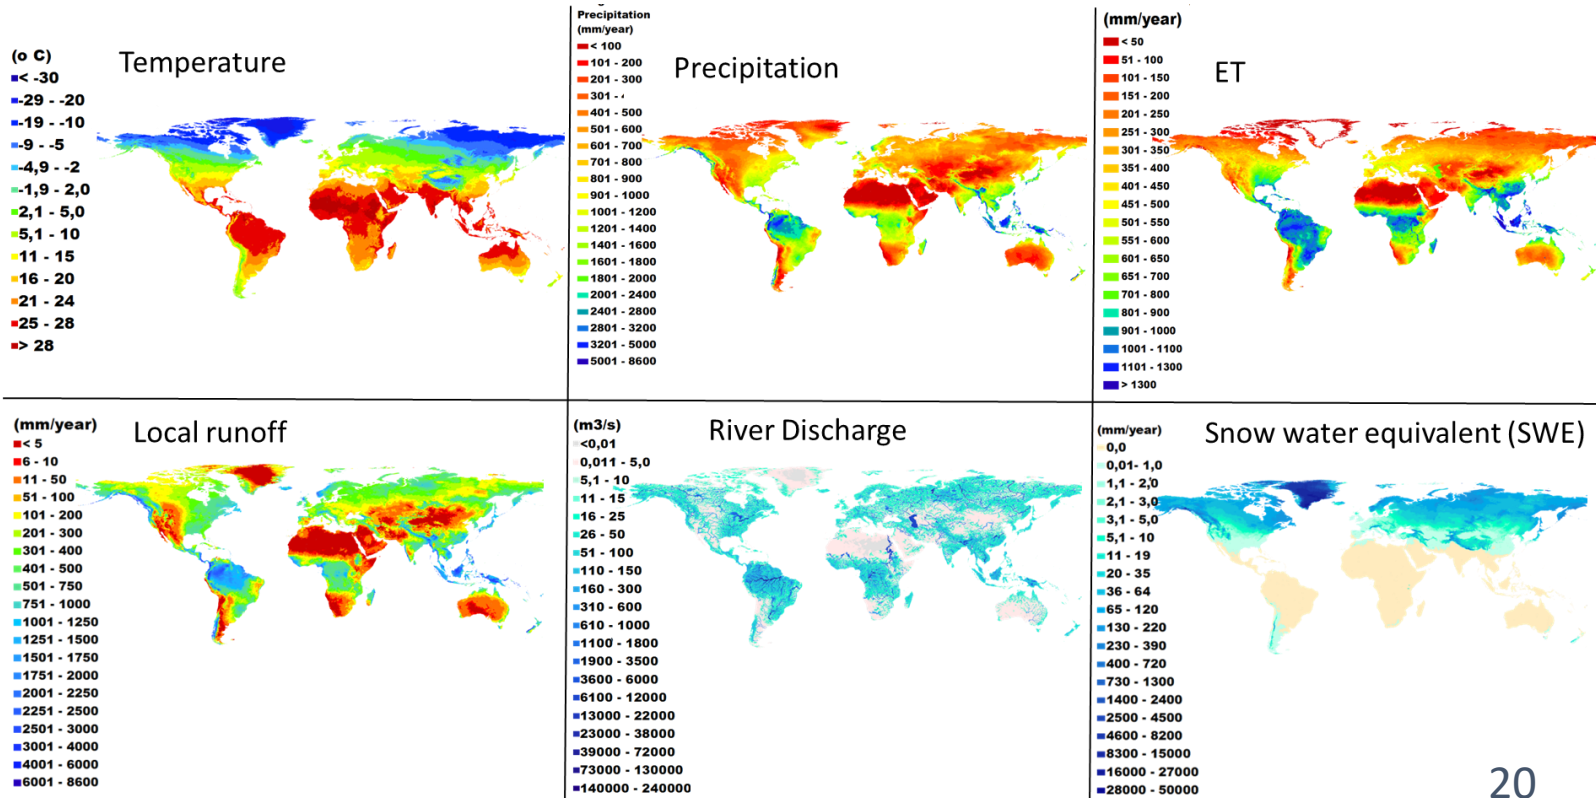 (o C)
Temperature
< -30
-29 - -20
-19 - -10
-9 - -5
-4,9 - -2
-1,9 - 2,0
2,1 - 5,0
5,1 - 10
11 - 15
16 - 20
21 - 24
25 - 28
> 28
Precipitation
(mm/year)
Precipitation
< 100
101 - 200
201 - 300
301 -
401 - 500
501 - 600
601 - 700
701 - 800
801 - 900
901 - 1000
1001 - 1200
1201 - 1400
1401 - 1600
1601 - 1800
1801 - 2000
2001 - 2400
2401 - 2800
2801 - 3200
3201 - 5000
5001 - 8600
(mm/year)
ET
< 50
51 - 100
101 - 150
151 - 200
201 - 250
251 - 300
301 - 350
351 - 400
401 - 450
451 - 500
501 - 550
551 - 600
601 - 650
651 - 700
701 - 800
801 - 900
901 - 1000
1001 - 1100
1101 - 1300
> 1300
(mm/year)
Local runoff
< 5
6 - 10
11 - 50
51 - 100
101 - 200
201 - 300
301 - 400
401 - 500
501 - 750
751 - 1000
1001 - 1250
1251 - 1500
1501 - 1750
1751 - 2000
2001 - 2250
2251 - 2500
2501 - 3000
3001 - 4000
4001 - 6000
6001 - 8600
(m3/s)
River Discharge
<0,01
0,011 - 5,0
5,1 - 10
11 - 15
16 - 25
26 - 50
51 - 100
110 - 150
160 - 300
310 - 600
610 - 1000
1100 - 1800
1900 - 3500
3600 - 6000
6100 - 12000
13000 - 22000
23000 - 38000
39000 - 72000
73000 - 130000
140000 - 240000
(mm/year)
Snow water equivalent (SWE)
0,0
0,01- 1,0
1,1 - 2,0
2,1 - 3,0
3,1 - 5,0
5,1 - 10
11 - 19
20 - 35
36 - 64
65 - 120
130 - 220
230 - 390
400 - 720
730 - 1300
1400 - 2400
2500 - 4500
4600 - 8200
8300 - 15000
16000 - 27000
28000 - 50000
20